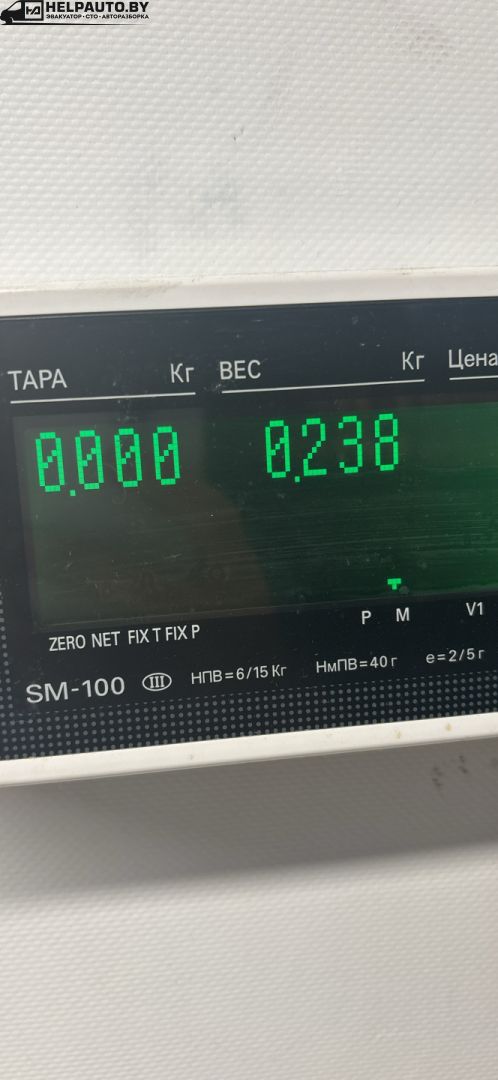 HELPAUTO.BY
ЭВАКУАТОР·СТО·АВТОРАЗБОРКА
ТАРА Кг ВЕС Кг Цена
0.000 0.238
ZERO NET FIX T FIX P P M V1
SM-100 III НПВ=6/15 Кг НмПВ=40 г e=2/5 г